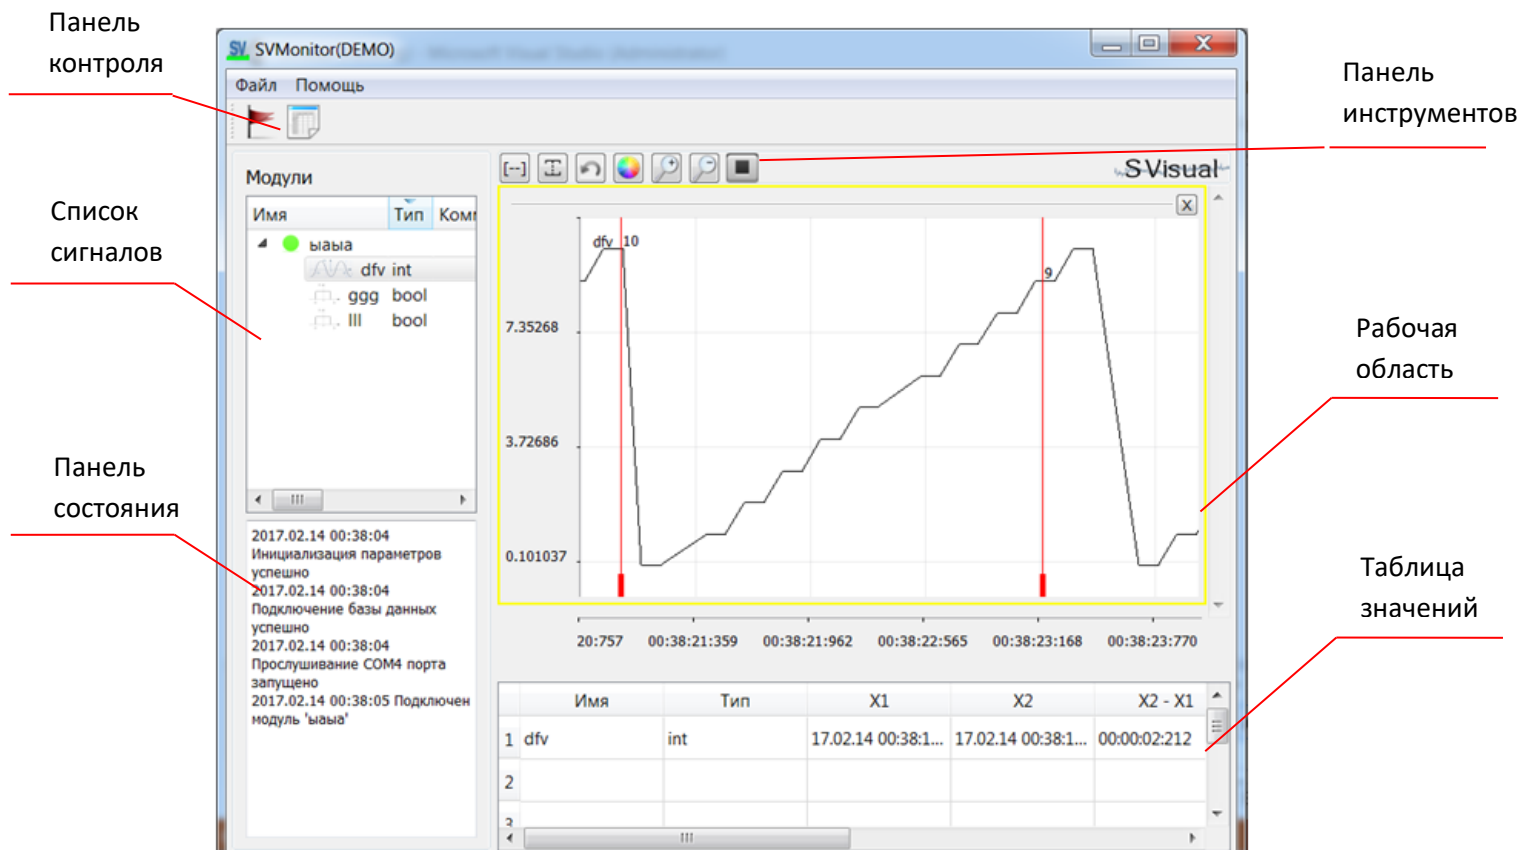 Панель
контроля
SVMonitor(DEMO)
Файл Помощь
Панель
инструментов
Модули
[--]
SVisual
Список
сигналов
Имя Тип Комм
ыаыа
dfv int
ggg bool
lll bool
X
dfv 10
9
7.35268
3.72686
0.101037
Рабочая
область
Панель
состояния
2017.02.14 00:38:04
Инициализация параметров
успешно
2017.02.14 00:38:04
Подключение базы данных
успешно
2017.02.14 00:38:04
Прослушивание COM4 порта
запущено
2017.02.14 00:38:05 Подключен
модуль 'ыаыа'
20:757 00:38:21:359 00:38:21:962 00:38:22:565 00:38:23:168 00:38:23:770
Таблица
значений
Имя Тип X1 X2 X2 - X1
1 dfv int 17.02.14 00:38:1... 17.02.14 00:38:1... 00:00:02:212
2
3